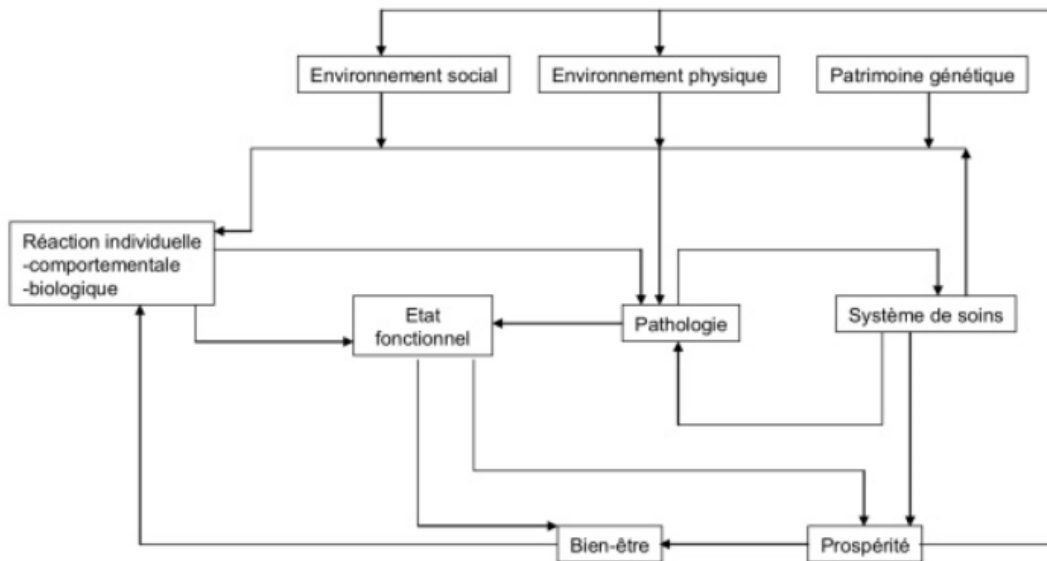 Environnement social
Environnement physique
Patrimoine génétique
Réaction individuelle
-comportementale
-biologique
Etat
fonctionnel
Pathologie
Système de soins
Bien-être
Prospérité